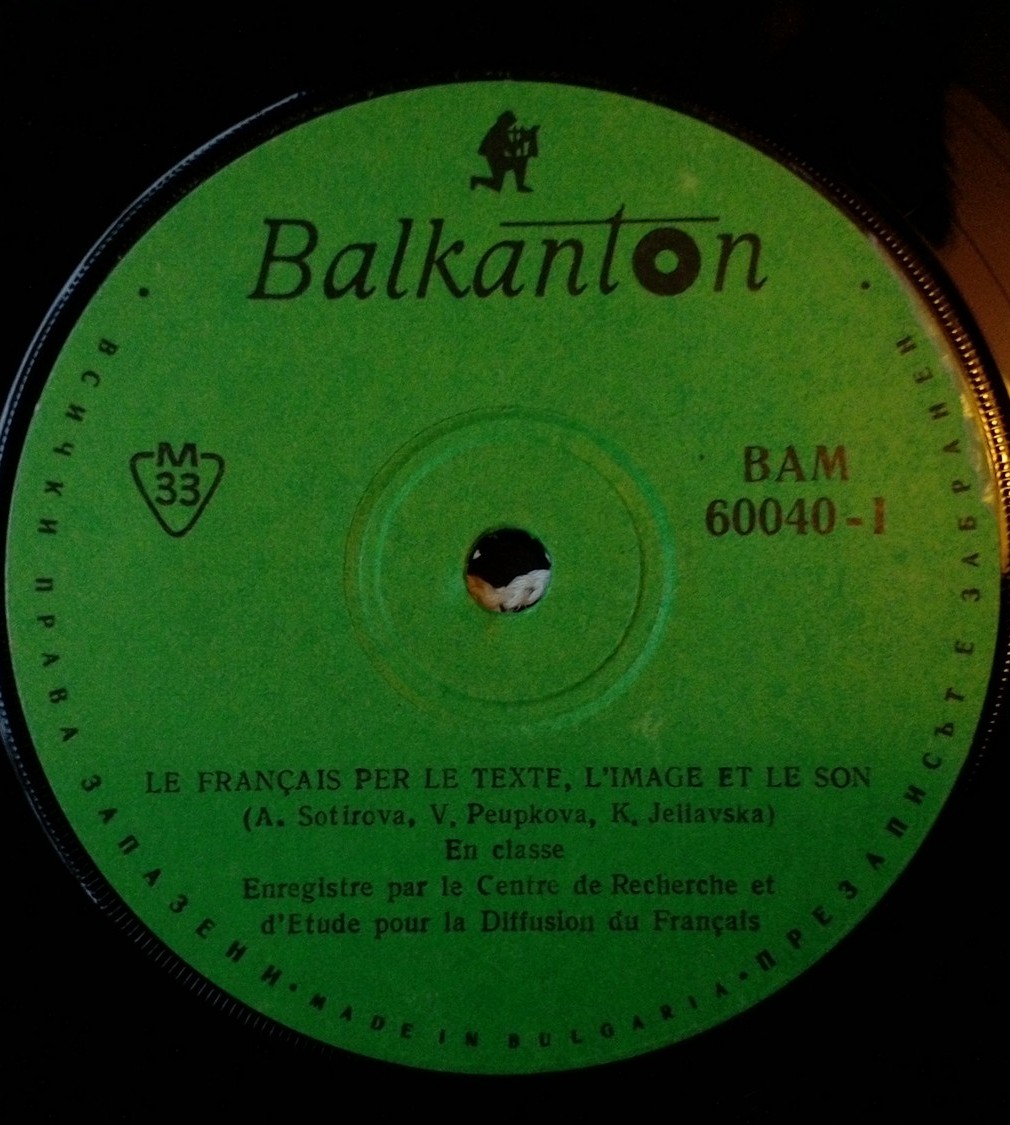 Balkanton
M
33
BAM
60040-1
LE FRANÇAIS PER LE TEXTE, L'IMAGE ET LE SON
(A. Sotirova, V. Peupkova, K. Jellavska)
En classe
Enregistre par le Centre de Recherche et
d'Etude pour la Diffusion du Français
ВСИЧКИ ПРАВА ЗАПАЗЕНИ • MADE IN BULGARIA • ПРЕЗАПИСЪТ Е ЗАБРАНЕН